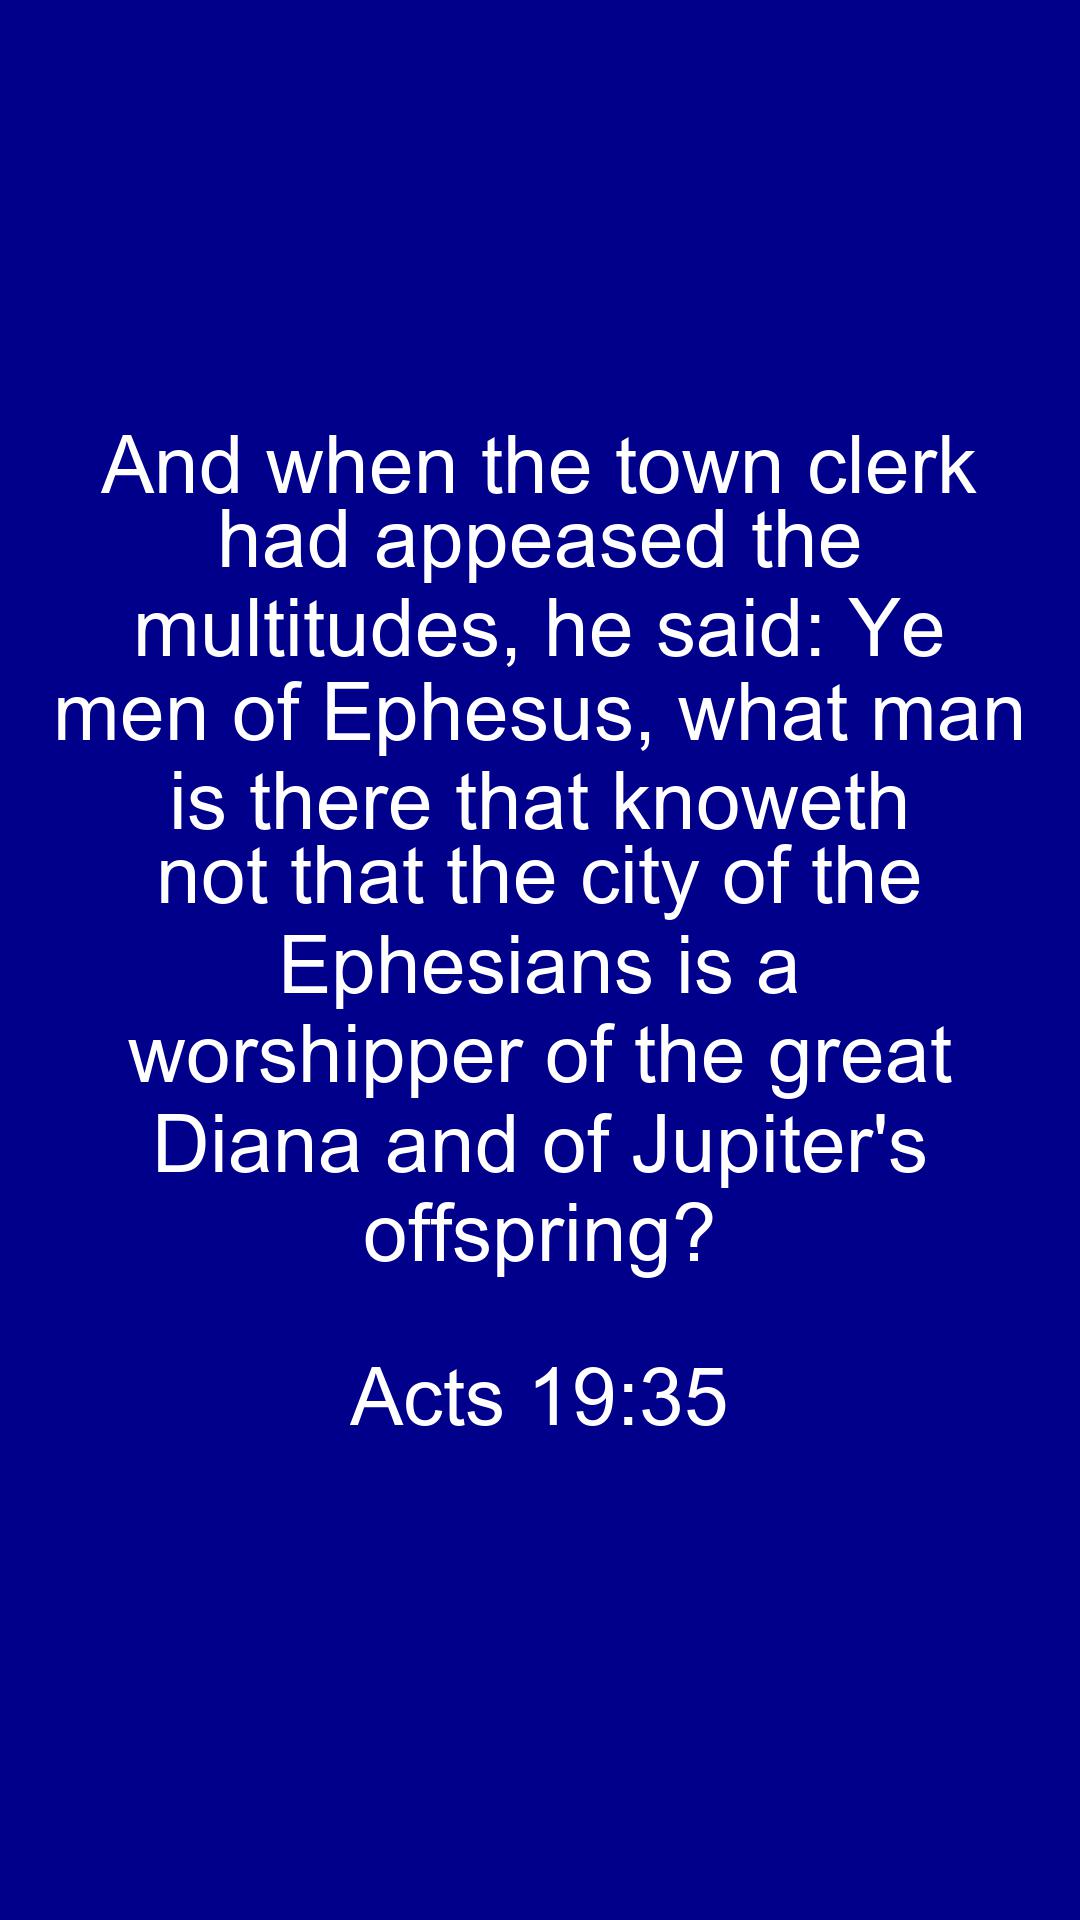 And when the town clerk
had appeased the
multitudes, he said: Ye
men of Ephesus, what man
is there that knoweth
not that the city of the
Ephesians is a
worshipper of the great
Diana and of Jupiter's
offspring?
Acts 19:35